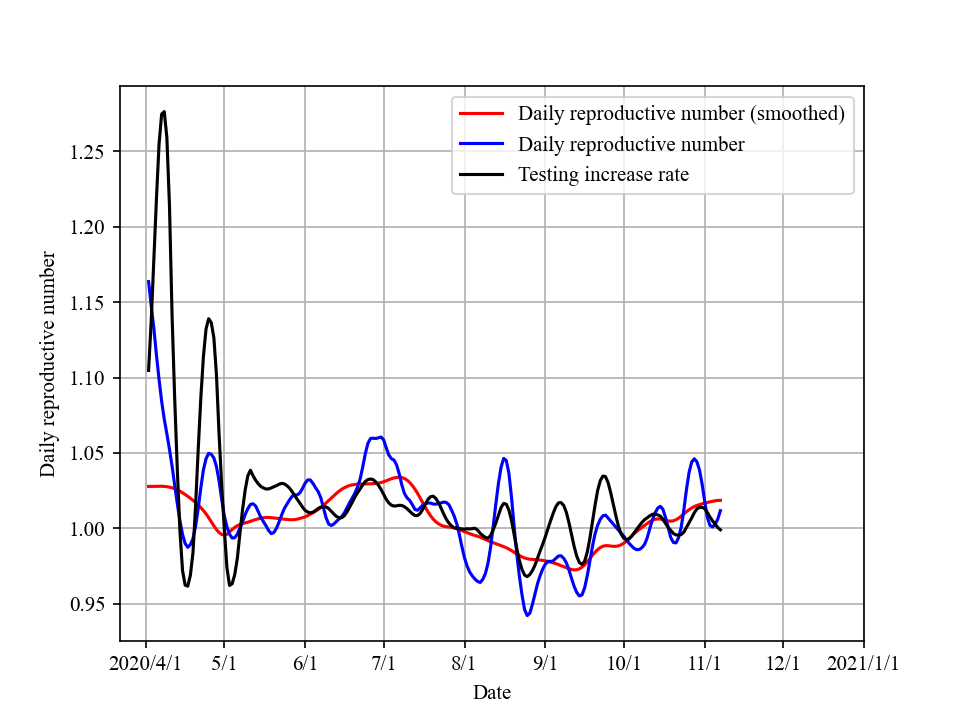 Daily reproductive number (smoothed)
Daily reproductive number
Testing increase rate
Daily reproductive number
1.25
1.20
1.15
1.10
1.05
1.00
0.95
2020/4/1 5/1 6/1 7/1 8/1 9/1 10/1 11/1 12/1 2021/1/1
Date